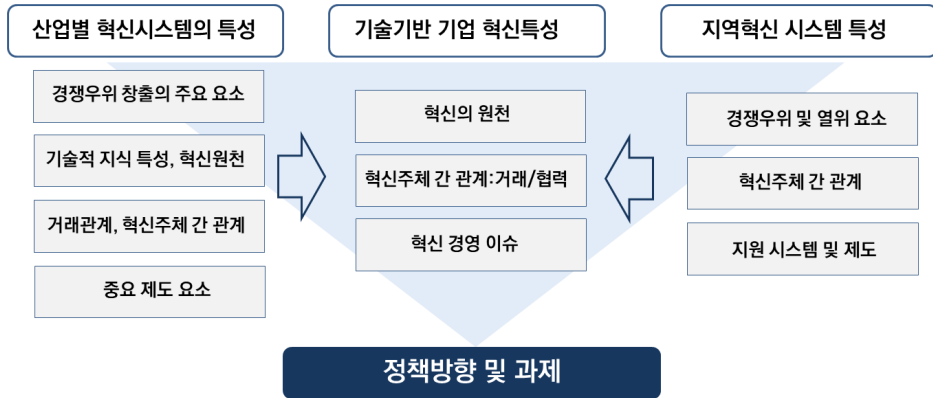 산업별 혁신시스템의 특성
경쟁우위 창출의 주요 요소
기술적 지식 특성, 혁신원천
거래관계, 혁신주체 간 관계
중요 제도 요소
기술기반 기업 혁신특성
혁신의 원천
혁신주체 간 관계:거래/협력
혁신 경영 이슈
지역혁신 시스템 특성
경쟁우위 및 열위 요소
혁신주체 간 관계
지원 시스템 및 제도
정책방향 및 과제